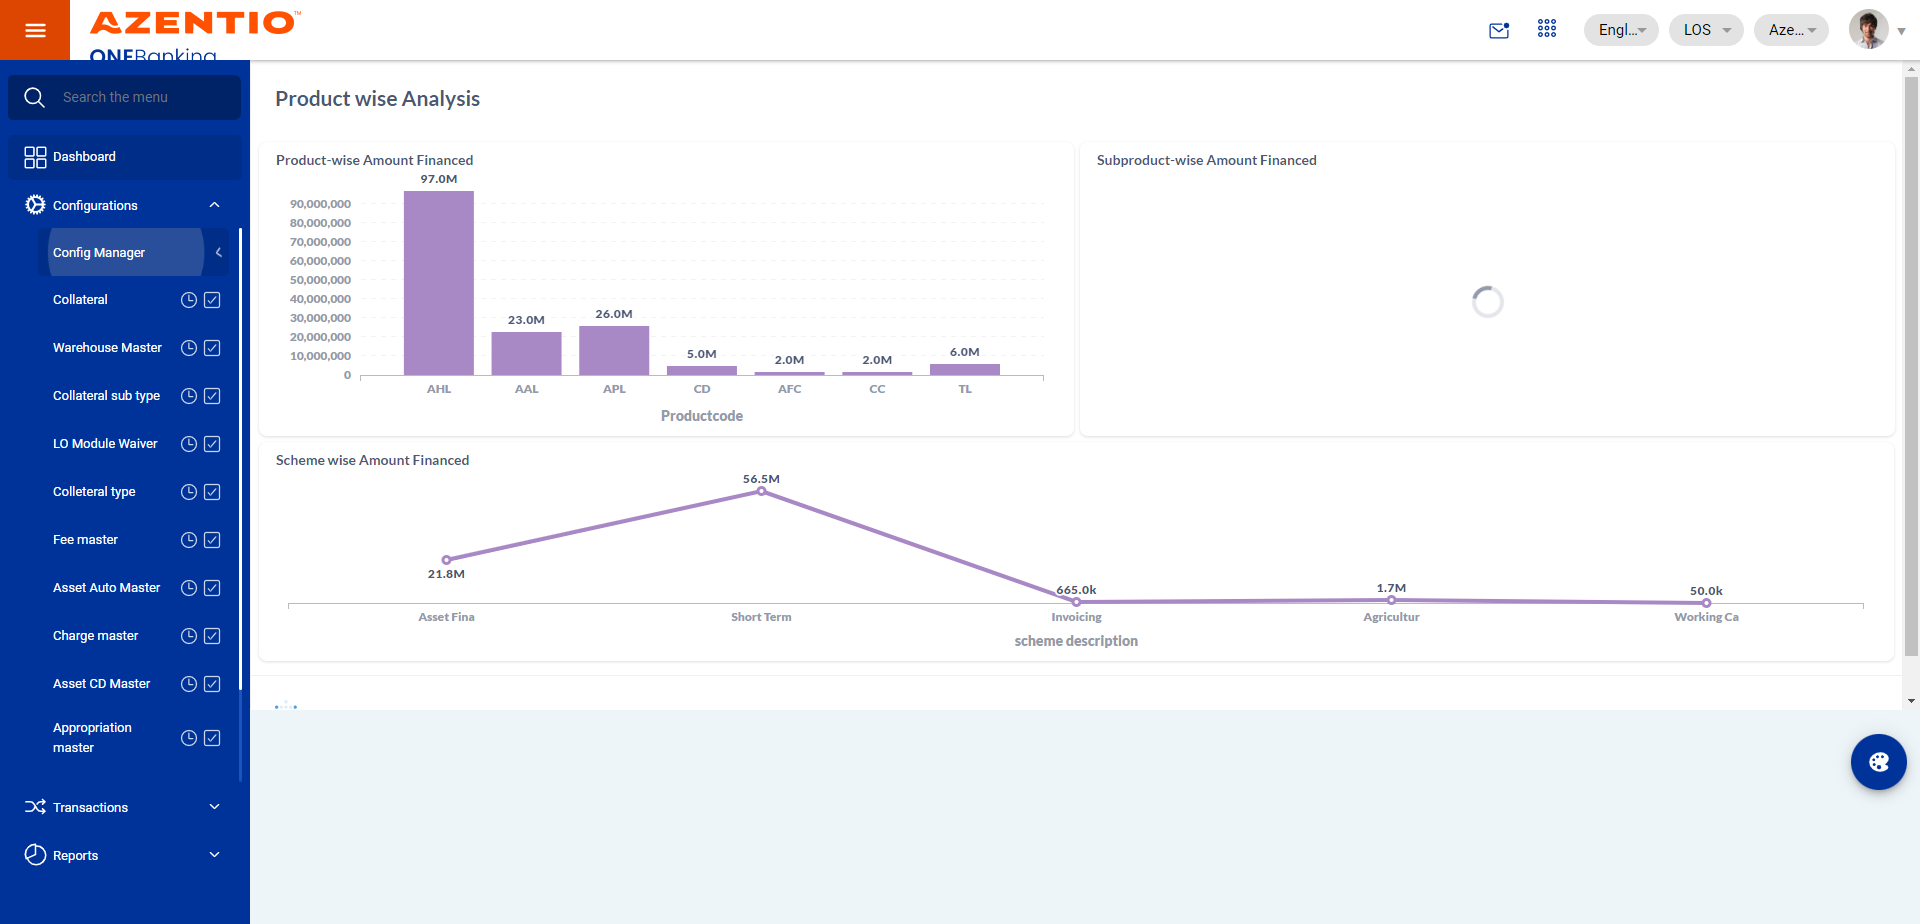 AZENTIO™
ONEBanking
Engl...
LOS
Aze...
Search the menu
Dashboard
Configurations
Config Manager
Collateral
Warehouse Master
Collateral sub type
LO Module Waiver
Colleteral type
Fee master
Asset Auto Master
Charge master
Asset CD Master
Appropriation
master
Transactions
Reports
Product wise Analysis
Product-wise Amount Financed
97.0M
90,000,000
80,000,000
70,000,000
60,000,000
50,000,000
40,000,000
30,000,000
20,000,000
10,000,000
0
23.0M
26.0M
5.0M
2.0M
2.0M
6.0M
AHL
AAL
APL
CD
AFC
CC
TL
Productcode
Subproduct-wise Amount Financed
Scheme wise Amount Financed
56.5M
21.8M
665.0k
1.7M
50.0k
Asset Fina
Short Term
Invoicing
Agricultur
Working Ca
scheme description